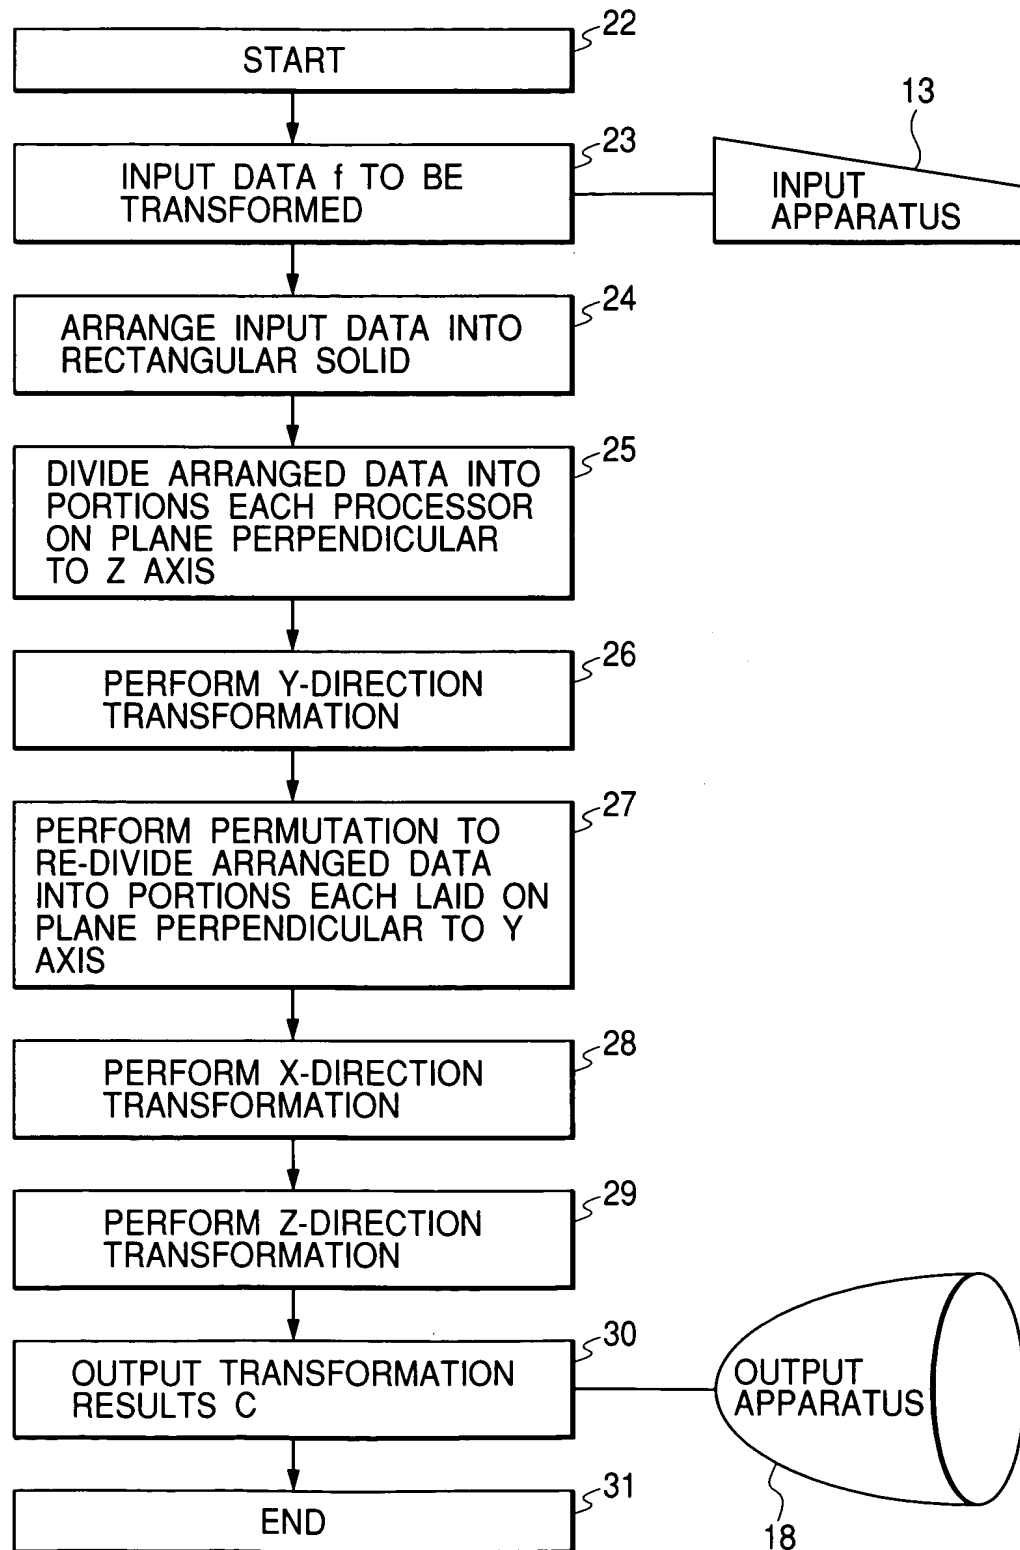 22
START
23
INPUT DATA f TO BE
TRANSFORMED
13
INPUT
APPARATUS
24
ARRANGE INPUT DATA INTO
RECTANGULAR SOLID
25
DIVIDE ARRANGED DATA INTO
PORTIONS EACH PROCESSOR
ON PLANE PERPENDICULAR
TO Z AXIS
26
PERFORM Y-DIRECTION
TRANSFORMATION
27
PERFORM PERMUTATION TO
RE-DIVIDE ARRANGED DATA
INTO PORTIONS EACH LAID ON
PLANE PERPENDICULAR TO Y
AXIS
28
PERFORM X-DIRECTION
TRANSFORMATION
29
PERFORM Z-DIRECTION
TRANSFORMATION
30
OUTPUT TRANSFORMATION
RESULTS C
OUTPUT
APPARATUS
18
31
END